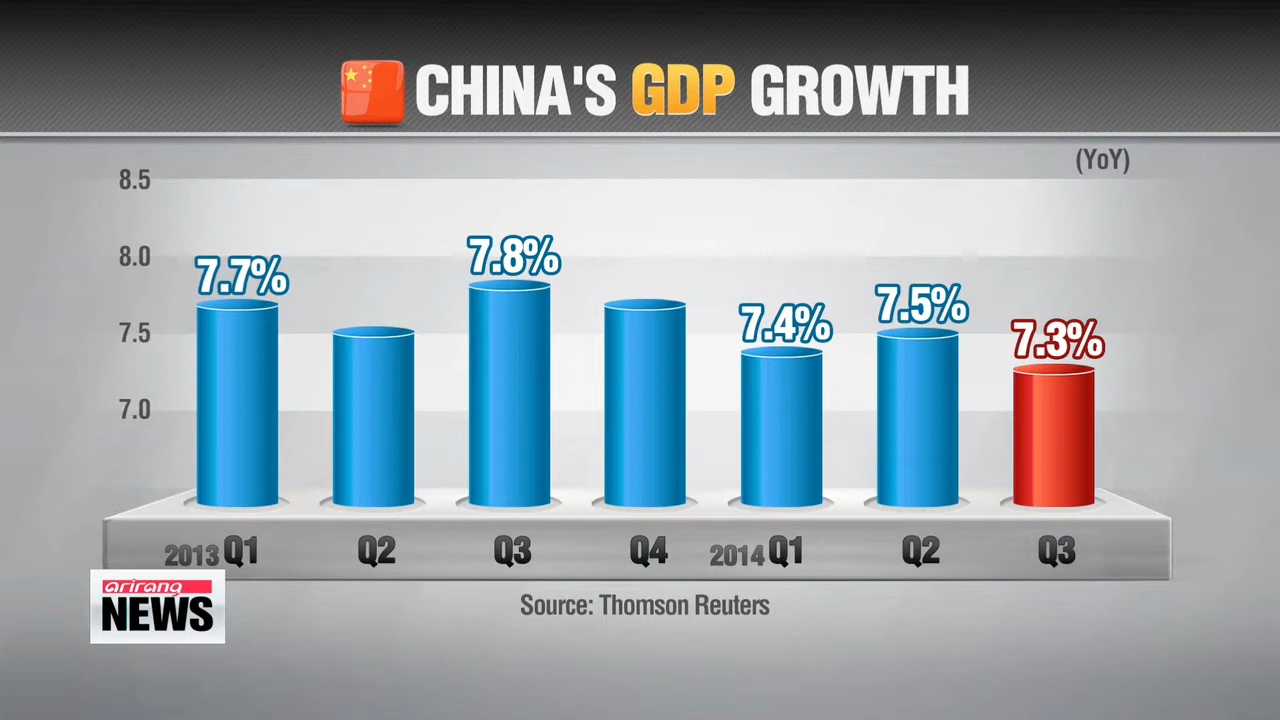 CHINA'S GDP GROWTH
(YoY)
8.5
8.0
7.5
7.0
7.7%
7.8%
7.4%
7.5%
7.3%
2013 Q1 Q2 Q3 Q4 2014 Q1 Q2 Q3
Source: Thomson Reuters
arirang
NEWS